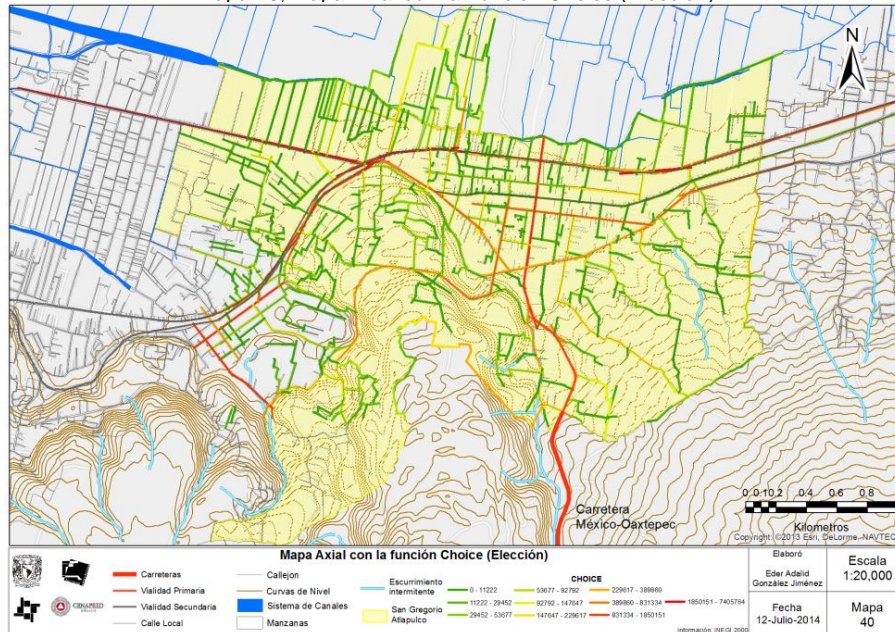 N
Carretera
México-Oaxtepec
0 0.10.2 0.4 0.6 0.8
Kilometros
Copyright:©2013 Esri, DeLorme, NAVTEQ
Mapa Axial con la función Choice (Elección)
Carreteras
Vialidad Primaria
Vialidad Secundaria
Calle Local
Callejon
Curvas de Nivel
Sistema de Canales
Manzanas
Escurrimiento
intermitente
San Gregorio
Atlapulco
CHOICE
0 - 11222
11222 - 29452
29452 - 53677
53677 - 92792
92792 - 147647
147647 - 229617
229617 - 389860
389860 - 831334
831334 - 1850151
1850151 - 7405764
Información: INEGI 2006
CENAPRED
Elaboró
Eder Adalid
González Jiménez
Fecha
12-Julio-2014
Escala
1:20,000
Mapa
40